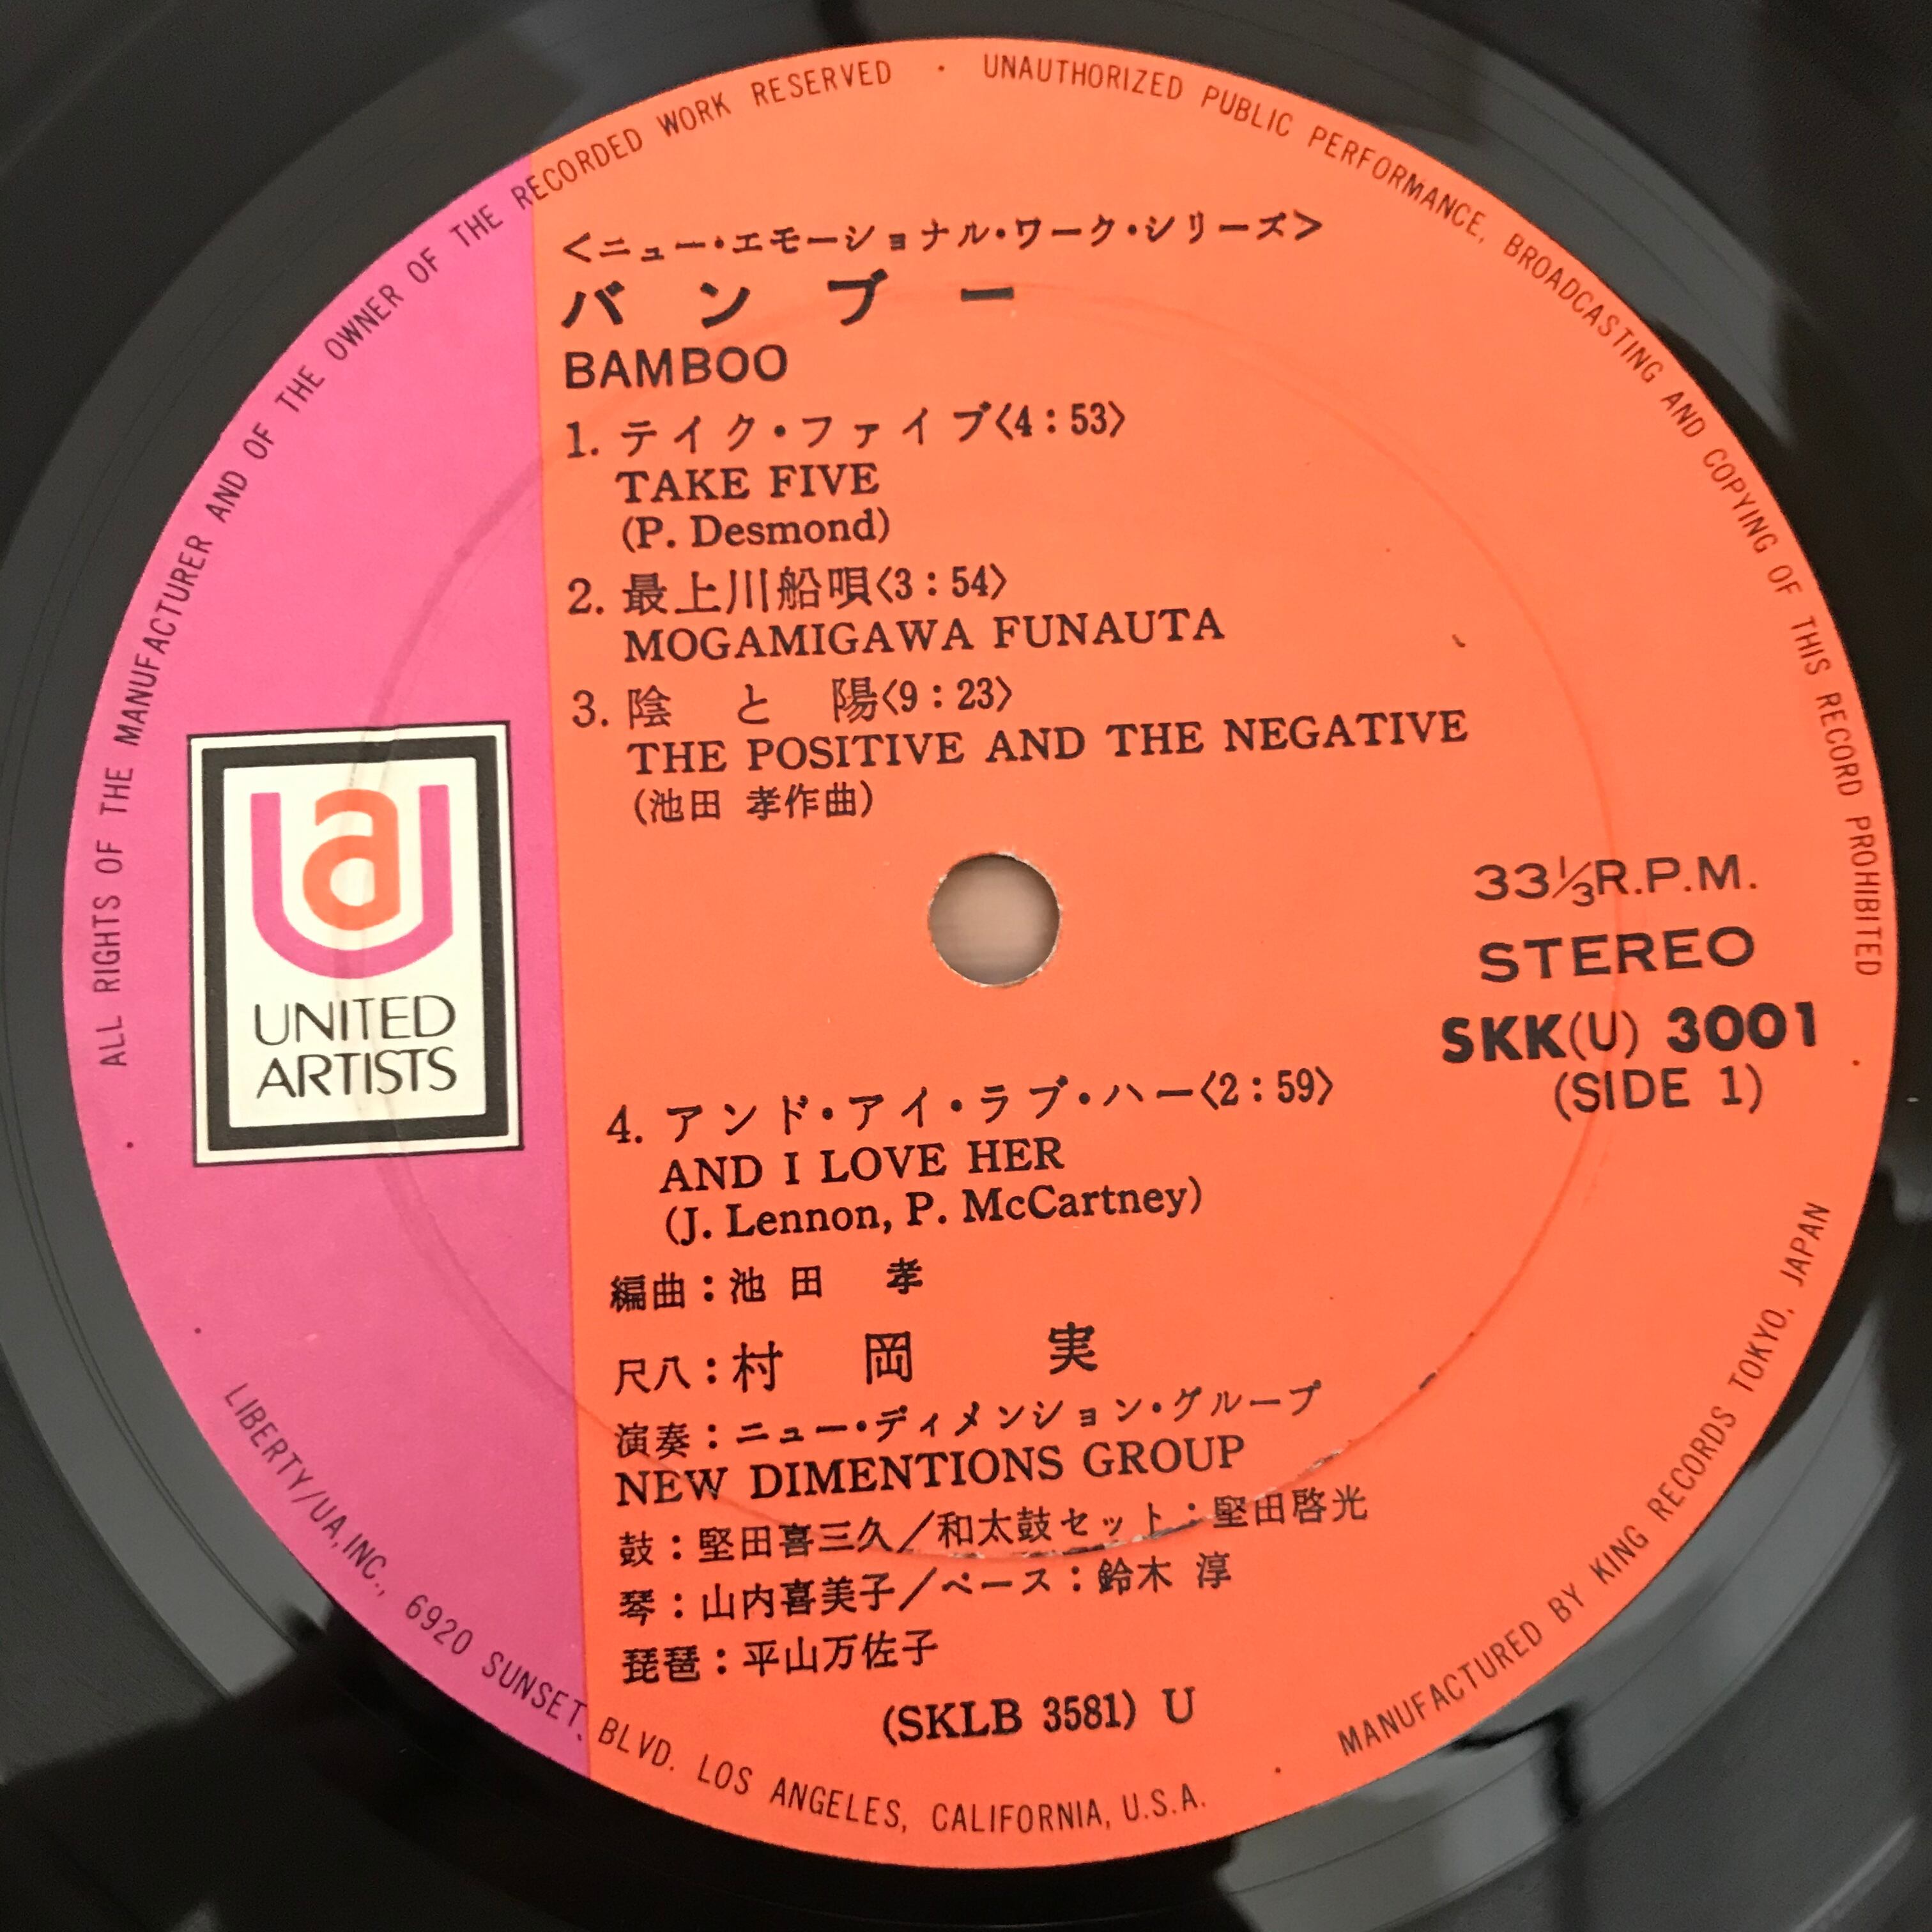 ALL RIGHTS OF THE MANUFACTURER AND OF THE OWNER OF THE RECORDED WORK RESERVED · UNAUTHORIZED PUBLIC PERFORMANCE, BROADCASTING AND COPYING OF THIS RECORD PROHIBITED
<ニュー・エモーショナル・ワーク・シリーズ>
バンブー
BAMBOO
1. テイク・ファイブ〈4：53〉
TAKE FIVE
(P. Desmond)
2. 最上川船唄〈3：54〉
MOGAMIGAWA FUNAUTA
3. 陰と陽〈9：23〉
THE POSITIVE AND THE NEGATIVE
(池田 孝作曲)
ua
UNITED
ARTISTS
33⅓R.P.M.
STEREO
SKK(U) 3001
(SIDE 1)
4. アンド・アイ・ラブ・ハー〈2：59〉
AND I LOVE HER
(J. Lennon, P. McCartney)
編曲：池田 孝
尺八：村岡 実
演奏：ニュー・ディメンション・グループ
NEW DIMENTIONS GROUP
鼓：堅田喜三久／和太鼓セット：堅田啓光
琴：山内喜美子／ベース：鈴木 淳
琵琶：平山万佐子
(SKLB 3581) U
LIBERTY/UA, INC., 6920 SUNSET. BLVD. LOS ANGELES, CALIFORNIA, U.S.A. · MANUFACTURED BY KING RECORDS TOKYO, JAPAN